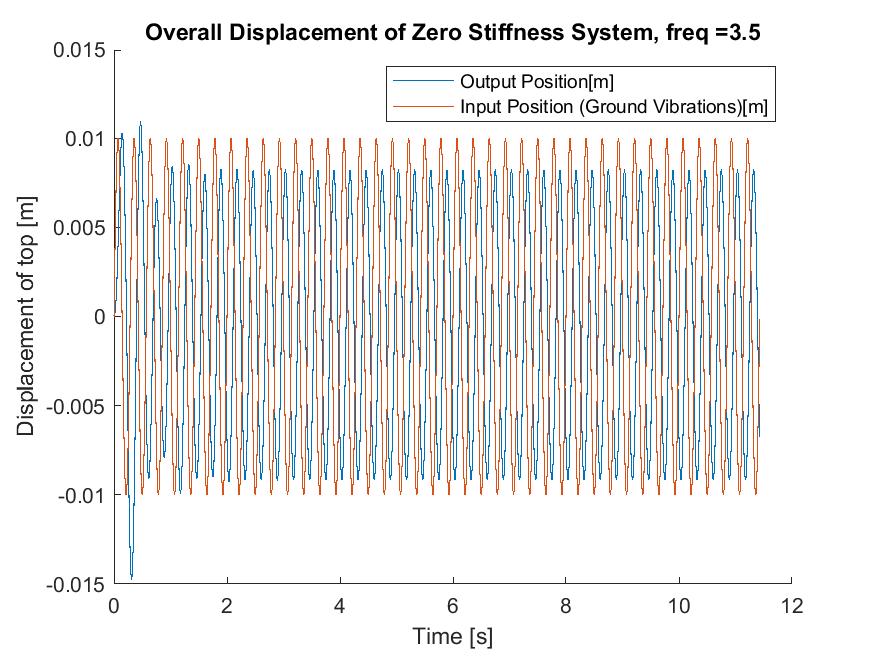 Overall Displacement of Zero Stiffness System, freq =3.5
Output Position[m]
Input Position (Ground Vibrations)[m]
Displacement of top [m]
0.015
0.01
0.005
0
-0.005
-0.01
-0.015
0 2 4 6 8 10 12
Time [s]